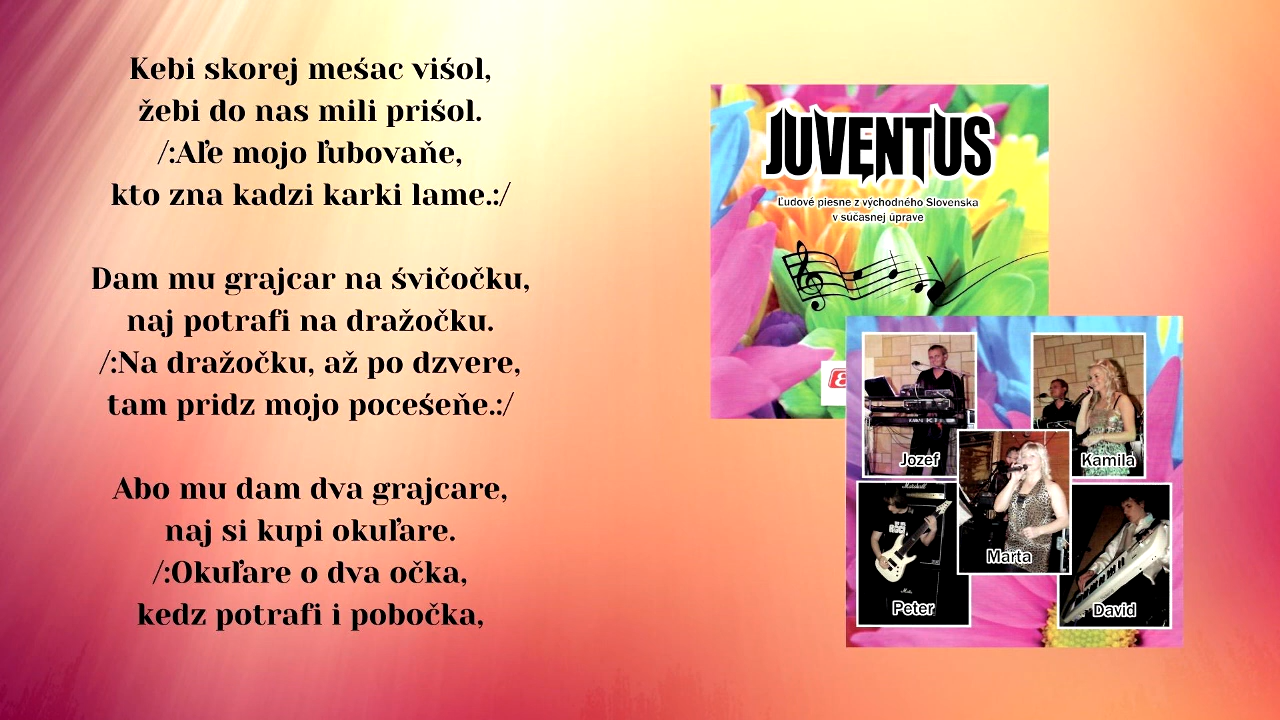 Kebi skorej meśac viśol,
žebi do nas mili priśol.
/:Aľe mojo ľubovaňe,
kto zna kadzi karki lame.:/
Dam mu grajcar na śvičočku,
naj potrafi na dražočku.
/:Na dražočku, až po dzvere,
tam pridz mojo poceśeňe.:/
Abo mu dam dva grajcare,
naj si kupi okuľare.
/:Okuľare o dva očka,
kedz potrafi i pobočka,
JUVENTUS
Ľudové piesne z východného Slovenska
v súčasnej úprave
Jozef
Kamila
Marta
Peter
David
Marshall